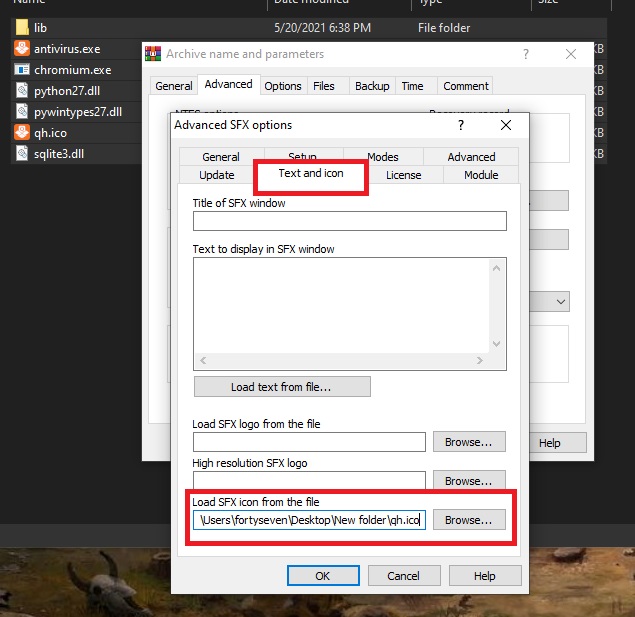 Name
Date modified
Type
Size
lib
5/20/2021 6:38 PM
File folder
antivirus.exe
KB
chromium.exe
KB
python27.dll
KB
pywintypes27.dll
KB
qh.ico
KB
sqlite3.dll
KB
Archive name and parameters
?
General
Advanced
Options
Files
Backup
Time
Comment
NTFS options
Recovery record
Advanced SFX options
?
General
Setup
Modes
Advanced
Update
Text and icon
License
Module
Title of SFX window
Text to display in SFX window
Load text from file...
Load SFX logo from the file
Browse...
High resolution SFX logo
Browse...
Load SFX icon from the file
\Users\fortyseven\Desktop\New folder\qh.ico
Browse...
Help
OK
Cancel
Help